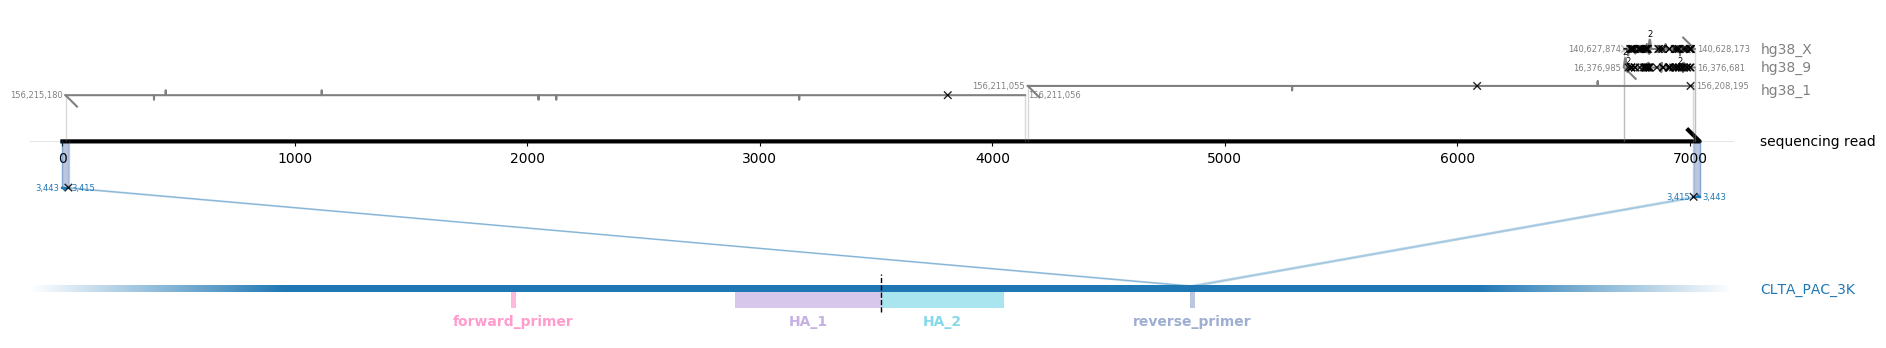 2
140,627,874 140,628,173 hg38_X
2 2
16,376,985 16,376,681 hg38_9
156,211,055 156,208,195 hg38_1
156,215,180 156,211,056
sequencing read
0 1000 2000 3000 4000 5000 6000 7000
3,443 3,415 3,415 3,443
CLTA_PAC_3K
forward_primer HA_1 HA_2 reverse_primer